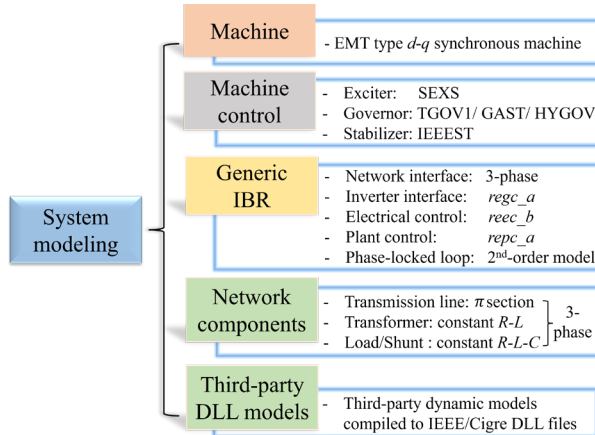 Machine
- EMT type d-q synchronous machine
Machine
control
- Exciter: SEXS
- Governor: TGOV1/ GAST/ HYGOV
- Stabilizer: IEEEST
Generic
IBR
- Network interface: 3-phase
- Inverter interface: regc_a
- Electrical control: reec_b
- Plant control: repc_a
- Phase-locked loop: 2nd-order model
System
modeling
Network
components
- Transmission line: π section
- Transformer: constant R-L
- Load/Shunt : constant R-L-C
3-
phase
Third-party
DLL models
- Third-party dynamic models
compiled to IEEE/Cigre DLL files